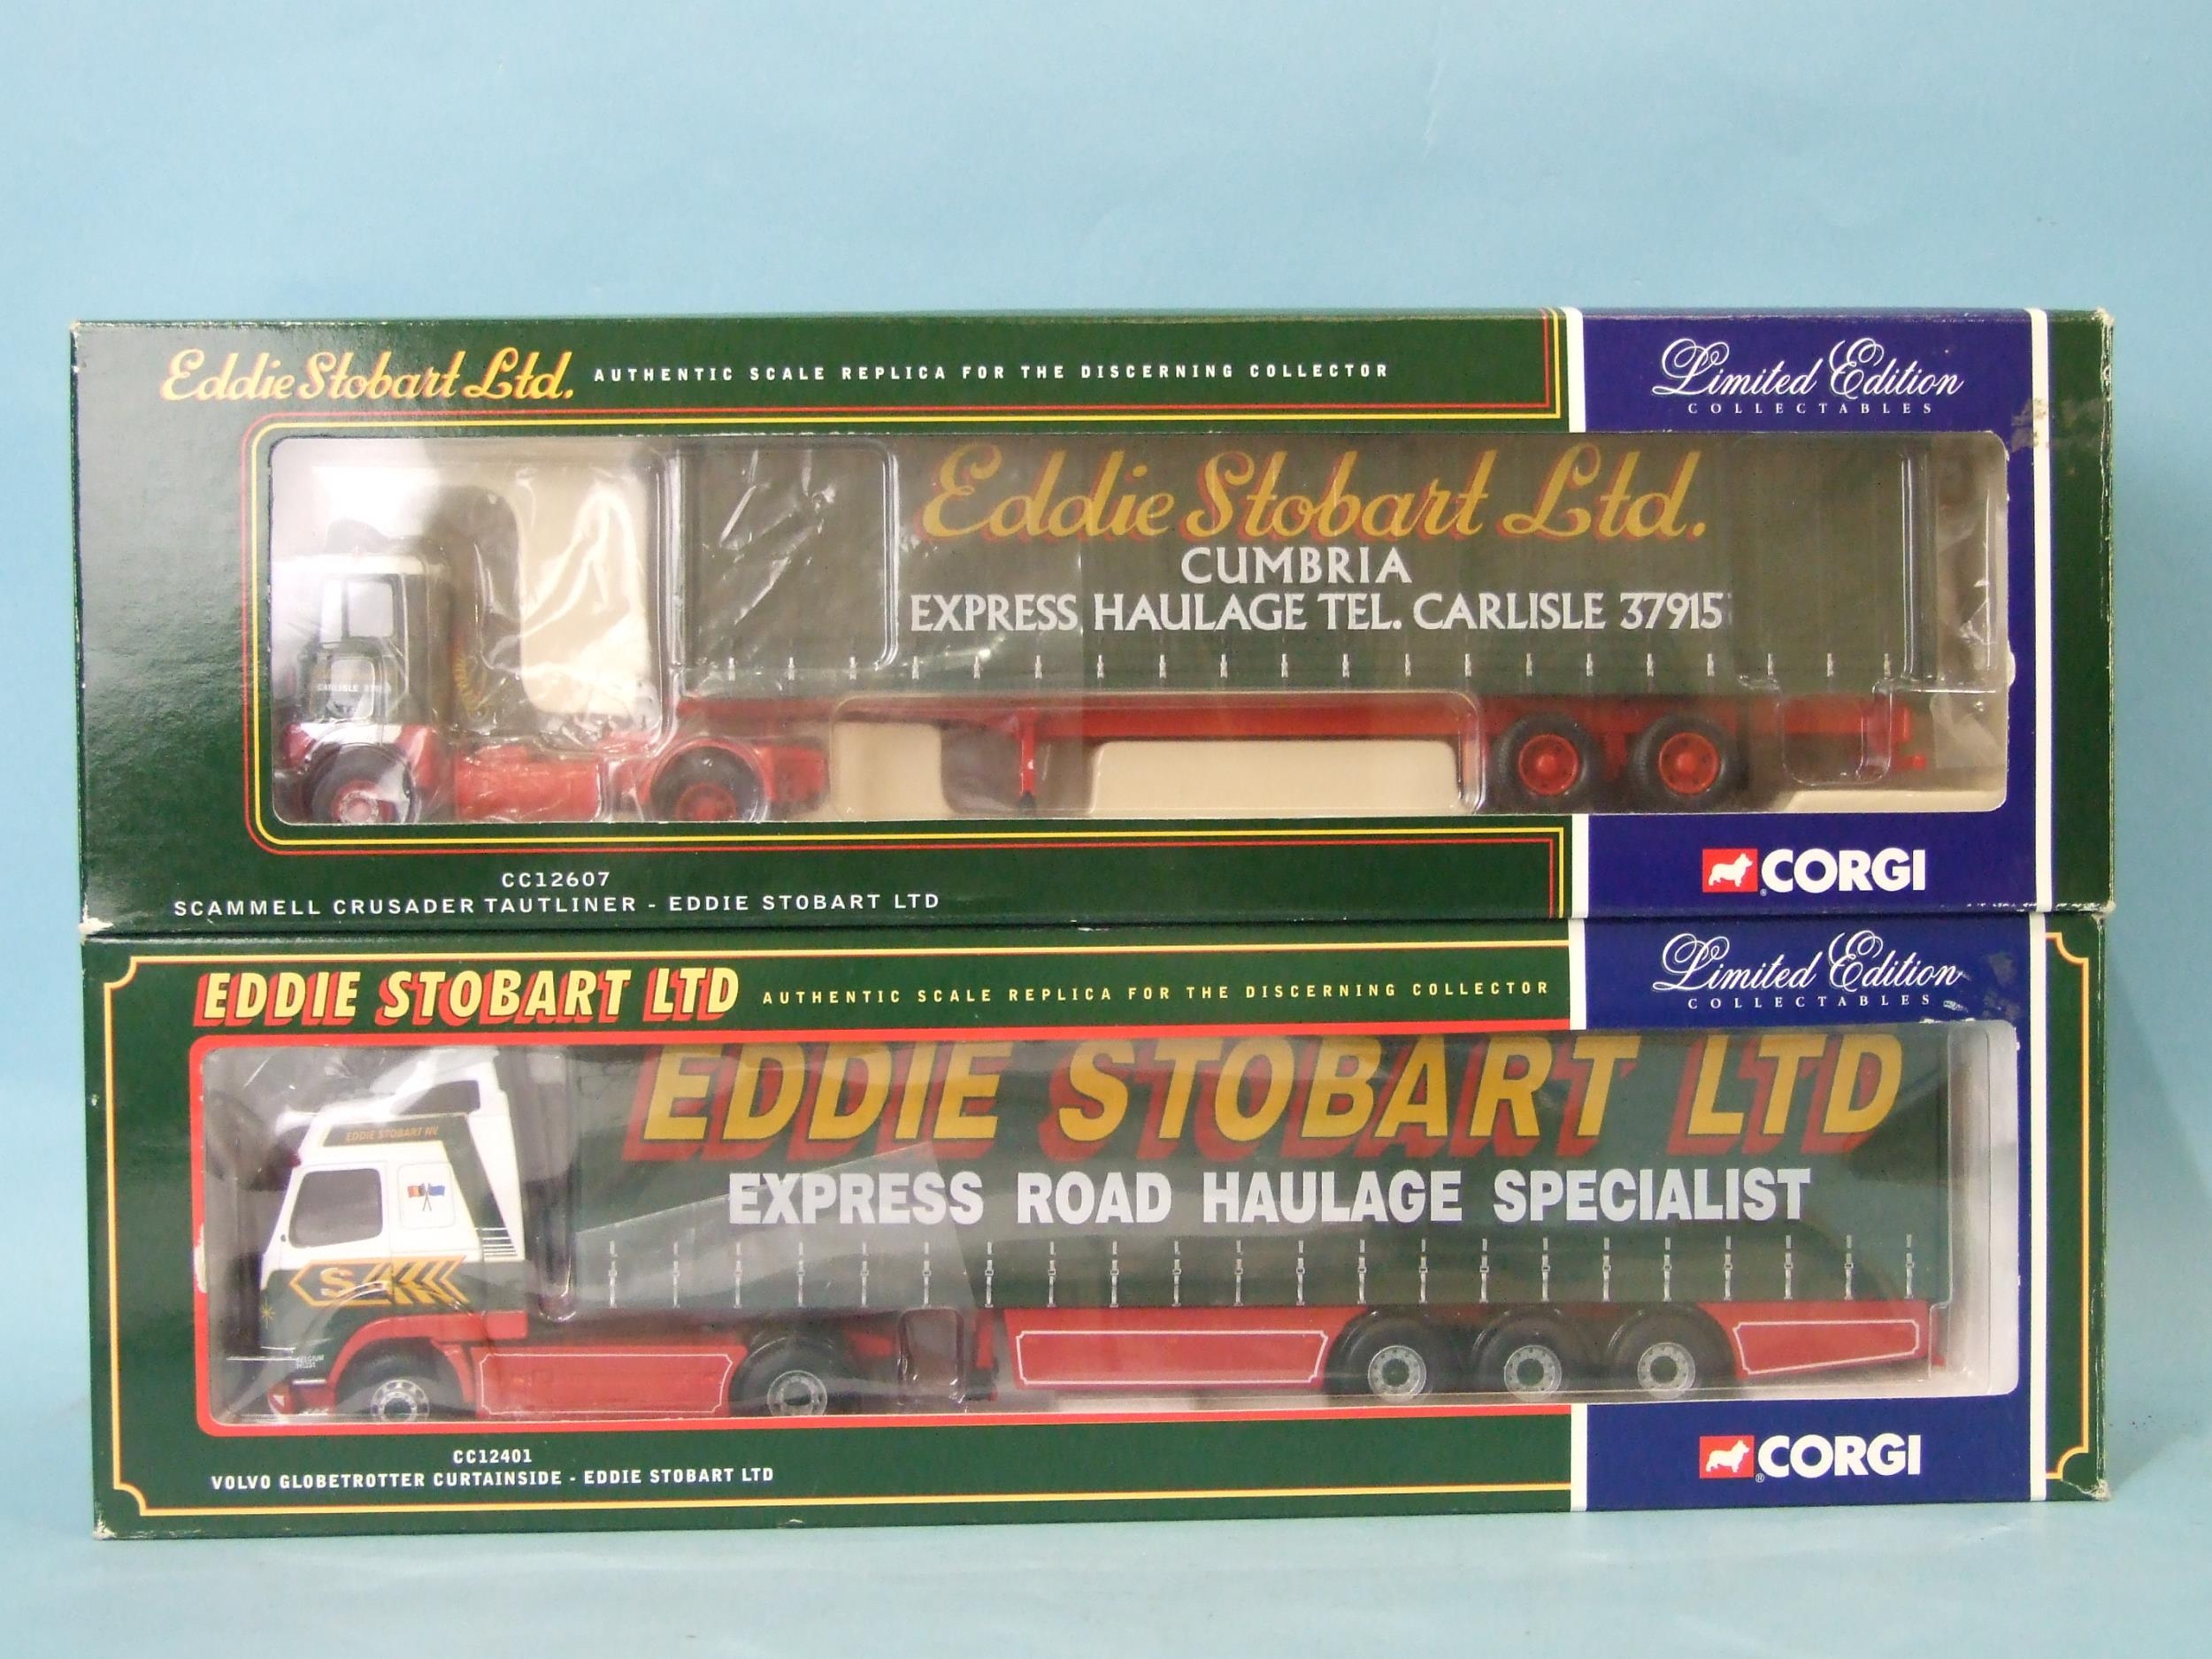 Eddie Stobart Ltd. AUTHENTIC SCALE REPLICA FOR THE DISCERNING COLLECTOR
Limited Edition
COLLECTABLES
Eddie Stobart Ltd.
CUMBRIA
EXPRESS HAULAGE TEL. CARLISLE 37915
CARLISLE
CORGI
CC12607
SCAMMELL CRUSADER TAUTLINER - EDDIE STOBART LTD
EDDIE STOBART LTD AUTHENTIC SCALE REPLICA FOR THE DISCERNING COLLECTOR
Limited Edition
COLLECTABLES
EDDIE STOBART LTD
EXPRESS ROAD HAULAGE SPECIALIST
EDDIE STOBART
S
CORGI
CC12401
VOLVO GLOBETROTTER CURTAINSIDE - EDDIE STOBART LTD